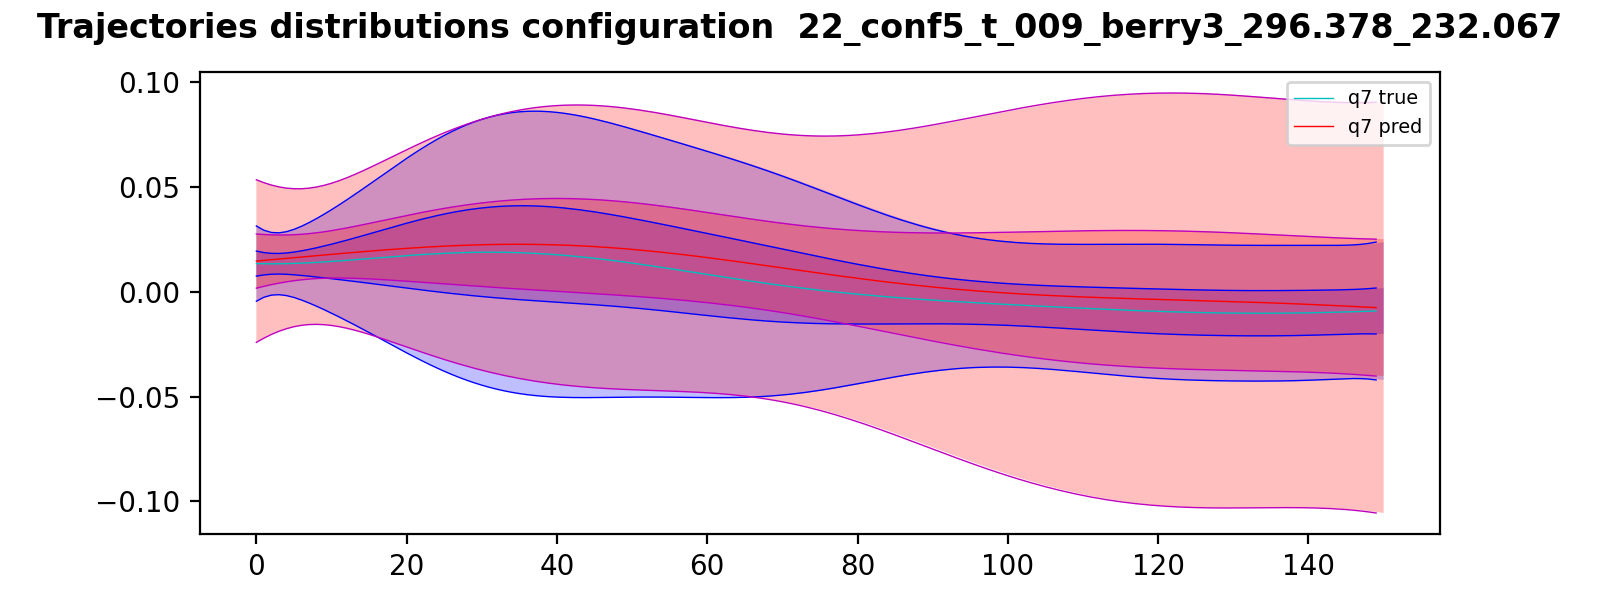 Trajectories distributions configuration  22_conf5_t_009_berry3_296.378_232.067
0.10
0.05
0.00
−0.05
−0.10
q7 true
q7 pred
0 20 40 60 80 100 120 140